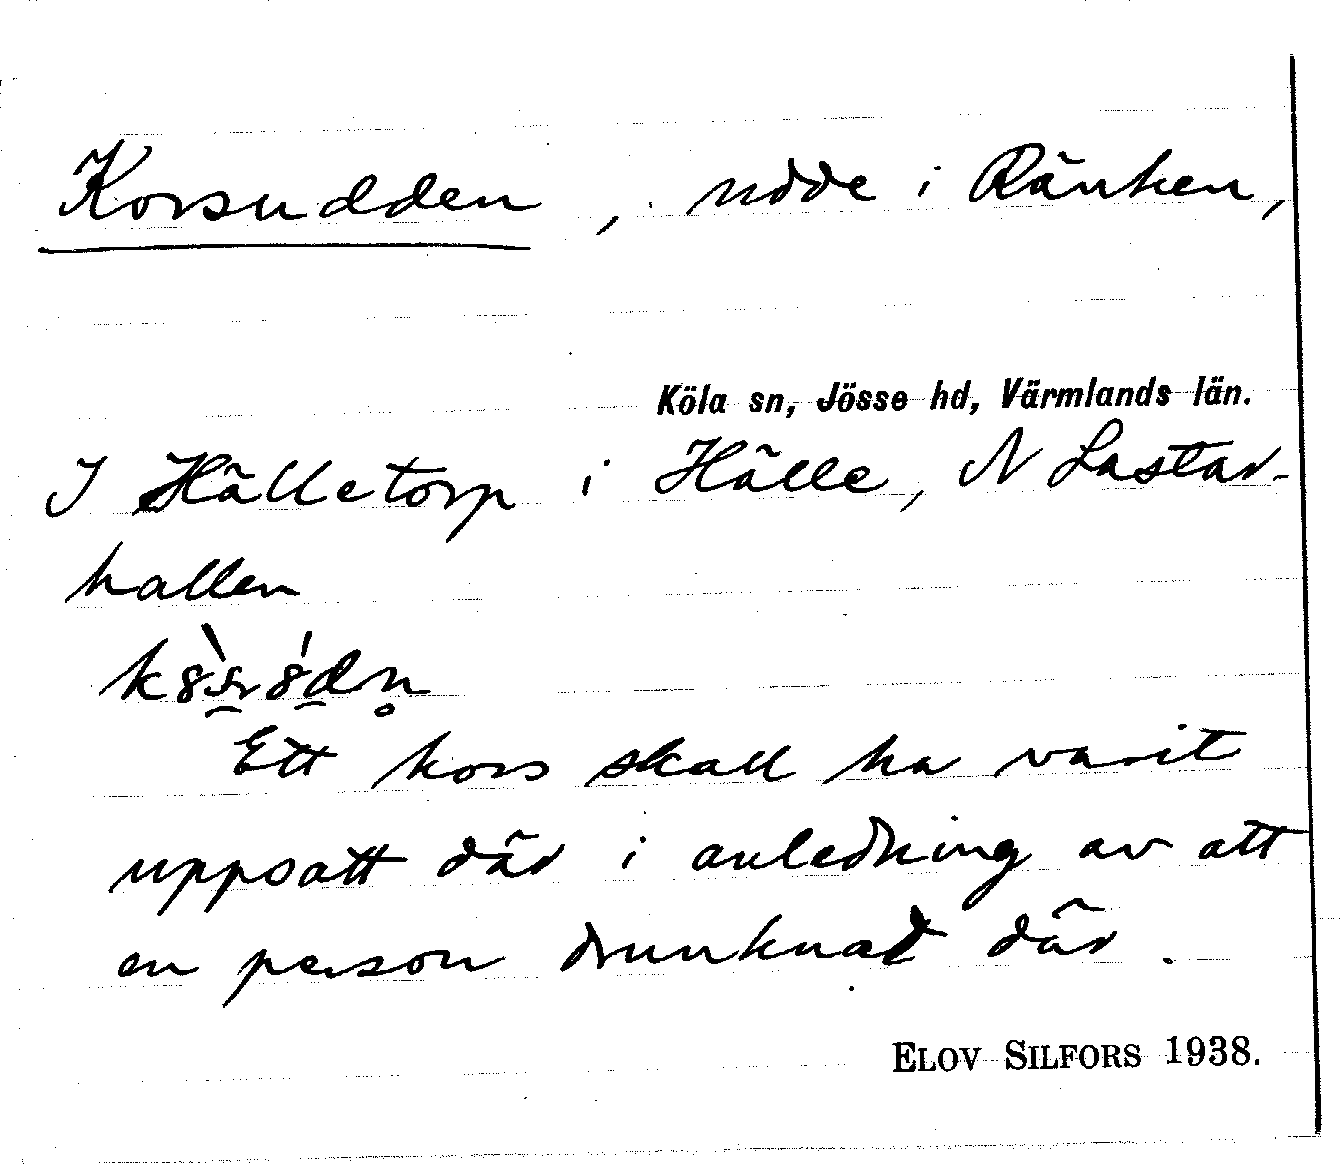 Korsudden, udde i Ränken,
Köla sn, Jösse hd, Värmlands län.
I Hälletorp i Hälle, N Lastar-
hallen
Ett kors skall ha varit
uppsatt där i anledning av att
en person drunknat där.
ELOV SILFORS 1938.